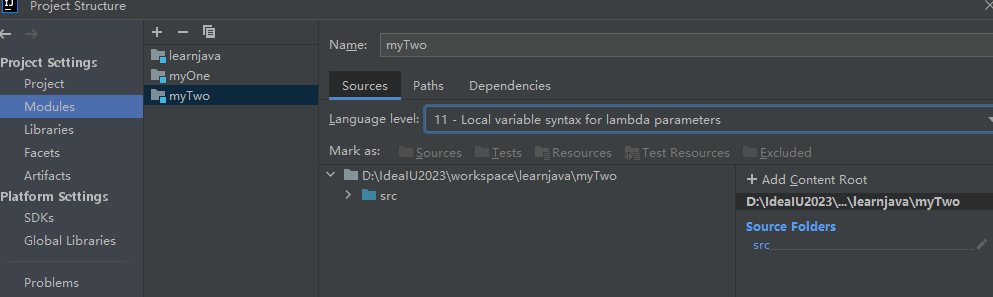 Project Structure
Project Settings
Project
Modules
Libraries
Facets
Artifacts
Platform Settings
SDKs
Global Libraries
Problems
learnjava
myOne
myTwo
Name: myTwo
Sources Paths Dependencies
Language level: 11 - Local variable syntax for lambda parameters
Mark as: Sources Tests Resources Test Resources Excluded
D:\IdeaIU2023\workspace\learnjava\myTwo
src
+ Add Content Root
D:\IdeaIU2023\...\learnjava\myTwo
Source Folders
src